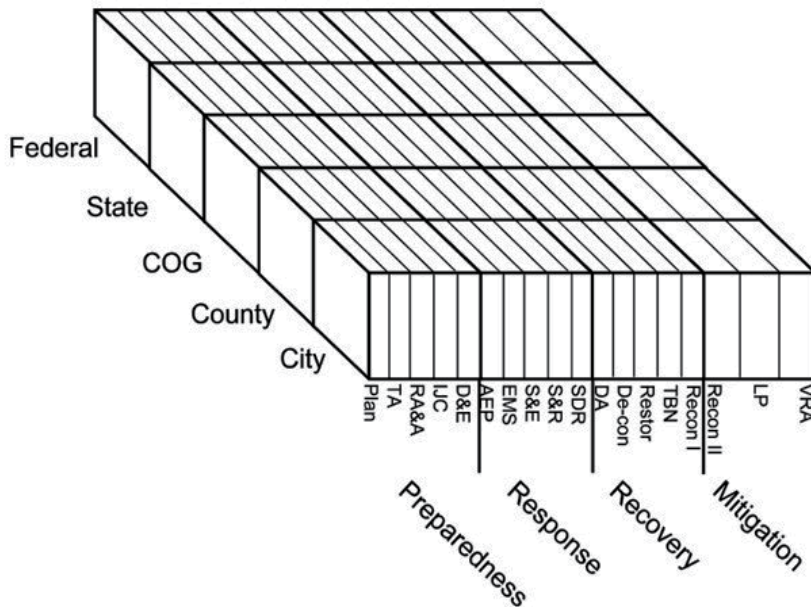 Federal
State
COG
County
City
Plan
TA
RA&A
IJC
D&E
AFP
EMS
S&E
S&R
SDR
DA
De-con
Restor
TBN
Recon I
Recon II
LP
VRA
Preparedness
Response
Recovery
Mitigation